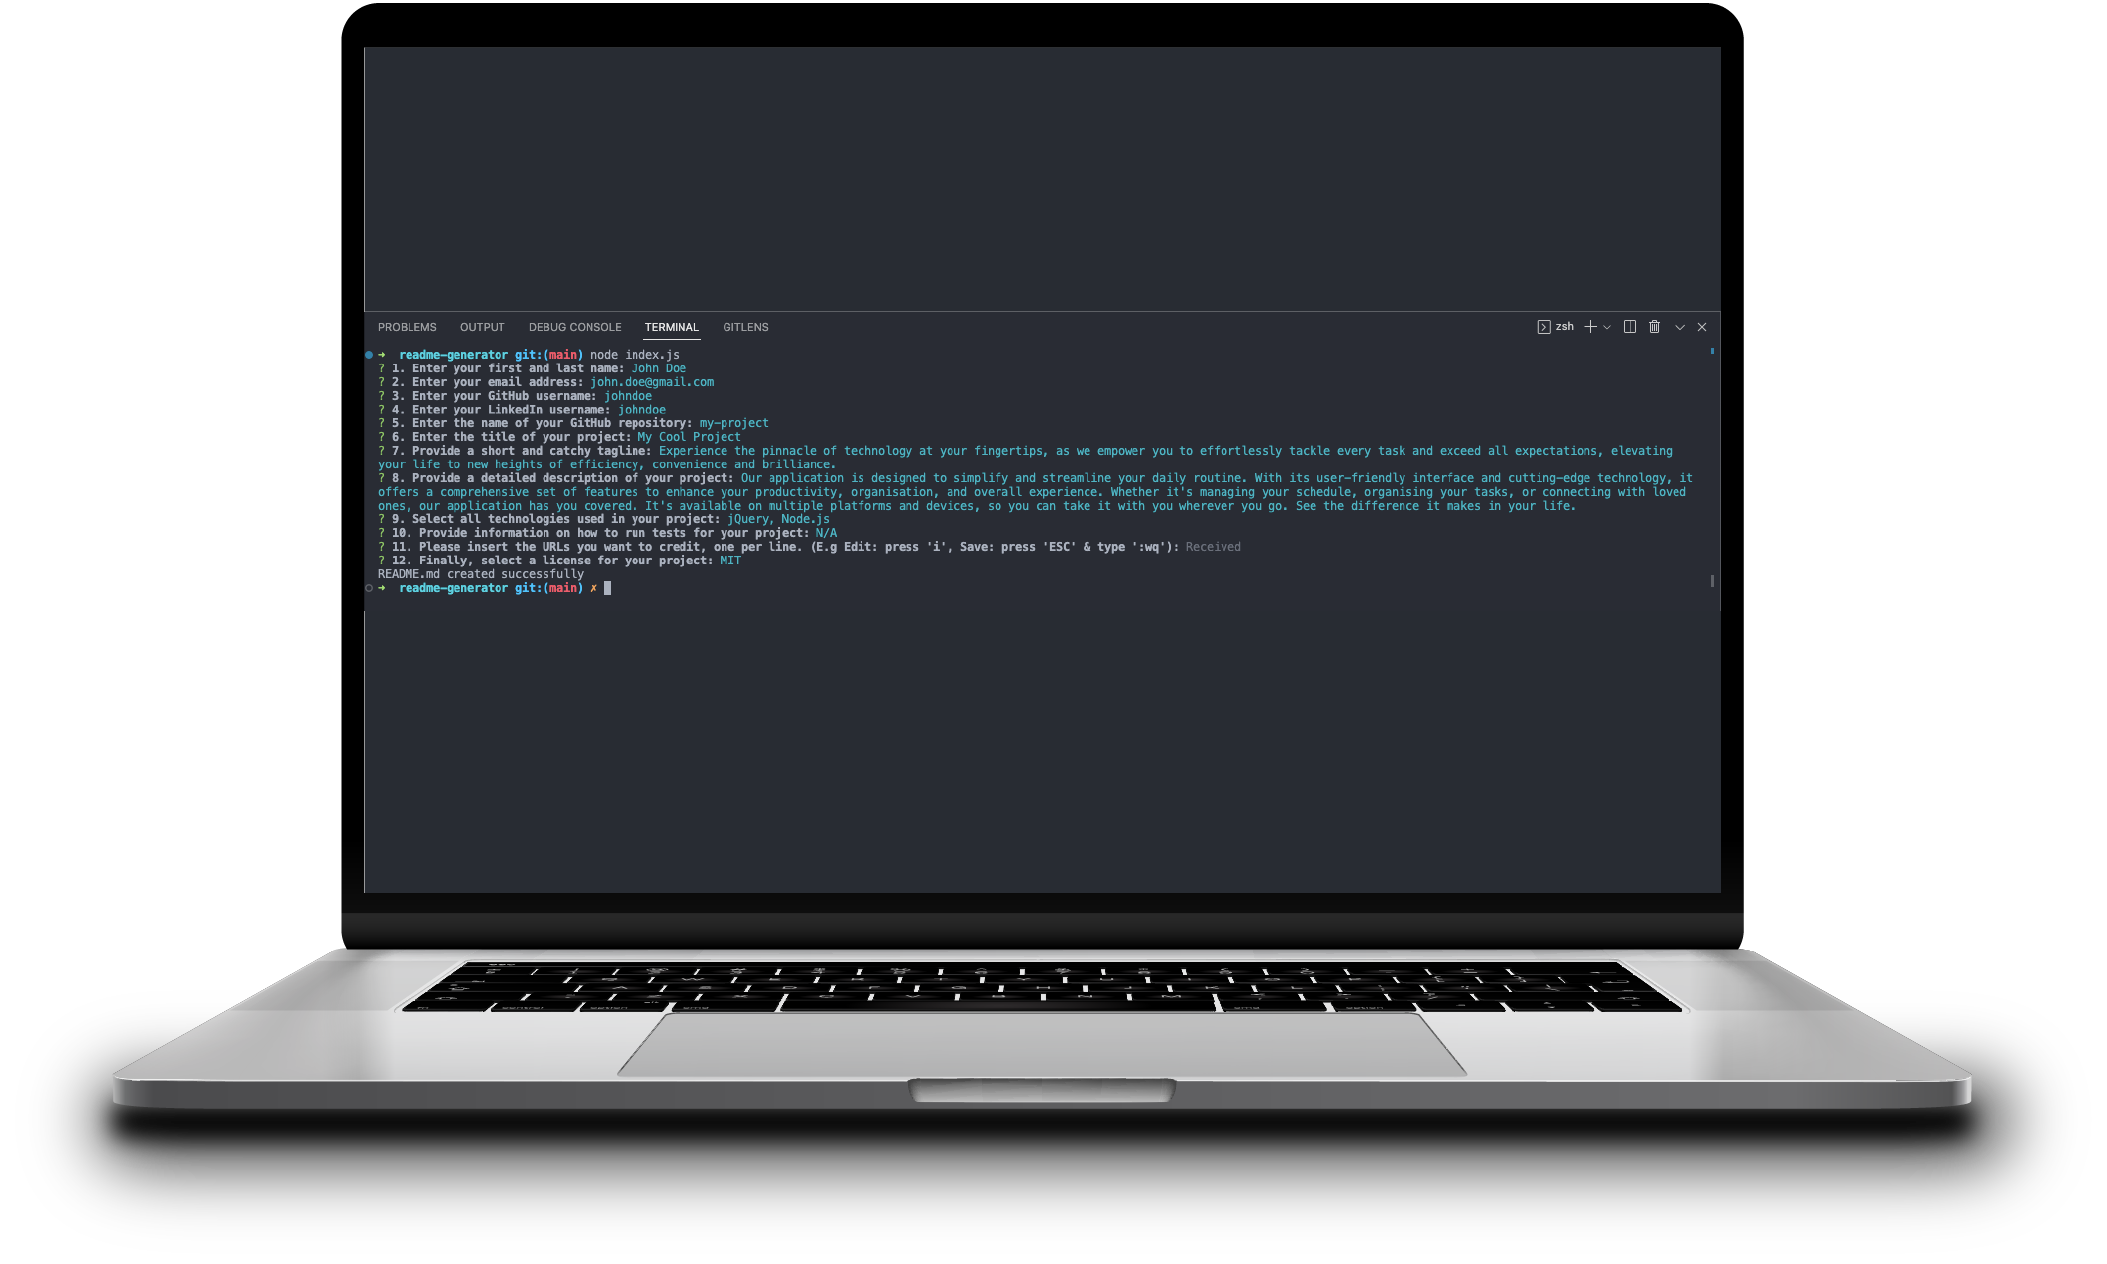 PROBLEMS OUTPUT DEBUG CONSOLE TERMINAL GITLENS zsh
➜ readme-generator git:(main) node index.js
? 1. Enter your first and last name: John Doe
? 2. Enter your email address: john.doe@gmail.com
? 3. Enter your GitHub username: johndoe
? 4. Enter your LinkedIn username: johndoe
? 5. Enter the name of your GitHub repository: my-project
? 6. Enter the title of your project: My Cool Project
? 7. Provide a short and catchy tagline: Experience the pinnacle of technology at your fingertips, as we empower you to effortlessly tackle every task and exceed all expectations, elevating
your life to new heights of efficiency, convenience and brilliance.
? 8. Provide a detailed description of your project: Our application is designed to simplify and streamline your daily routine. With its user-friendly interface and cutting-edge technology, it
offers a comprehensive set of features to enhance your productivity, organisation, and overall experience. Whether it's managing your schedule, organising your tasks, or connecting with loved
ones, our application has you covered. It's available on multiple platforms and devices, so you can take it with you wherever you go. See the difference it makes in your life.
? 9. Select all technologies used in your project: jQuery, Node.js
? 10. Provide information on how to run tests for your project: N/A
? 11. Please insert the URLs you want to credit, one per line. (E.g Edit: press 'i', Save: press 'ESC' & type ':wq'): Received
? 12. Finally, select a license for your project: MIT
README.md created successfully
➜ readme-generator git:(main) ✗